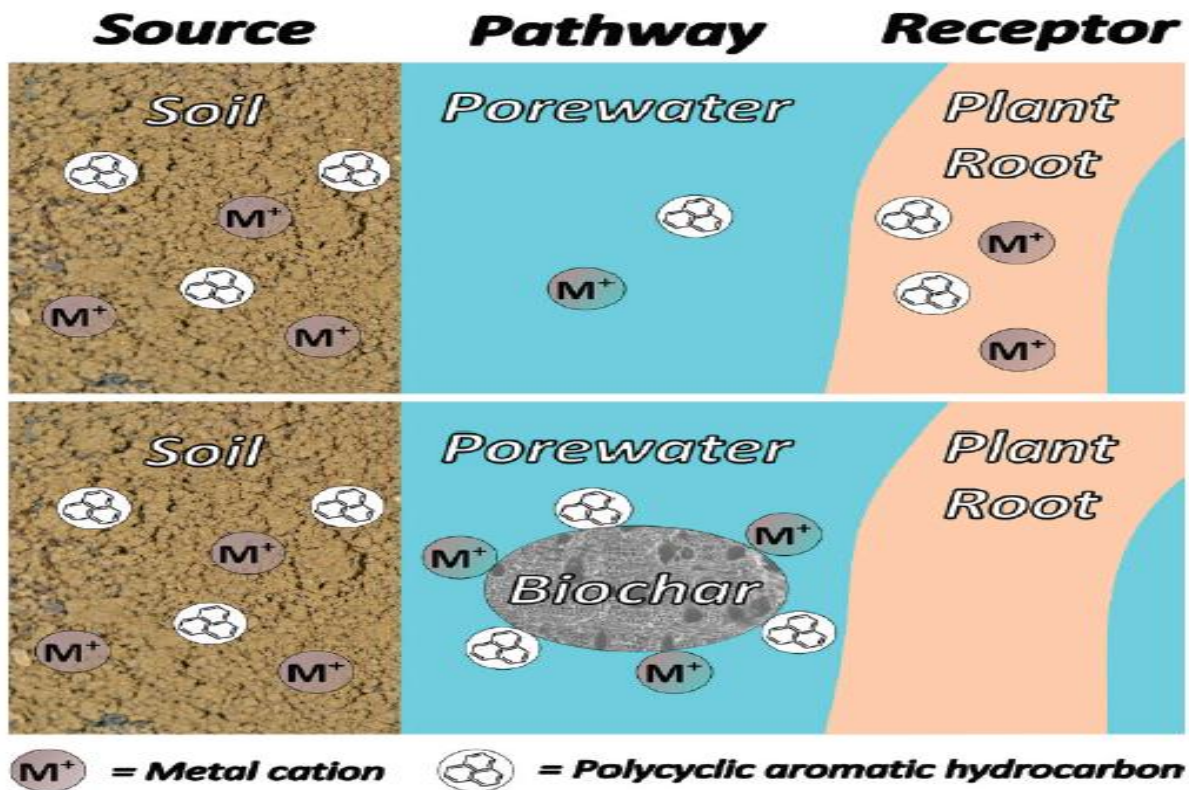 Source Pathway Receptor
Soil Porewater Plant
Root
M⁺
M⁺
M⁺
M⁺
M⁺
M⁺
Soil Porewater Plant
Root
M⁺
M⁺
M⁺
Biochar
M⁺
M⁺
M⁺
M⁺ = Metal cation = Polycyclic aromatic hydrocarbon